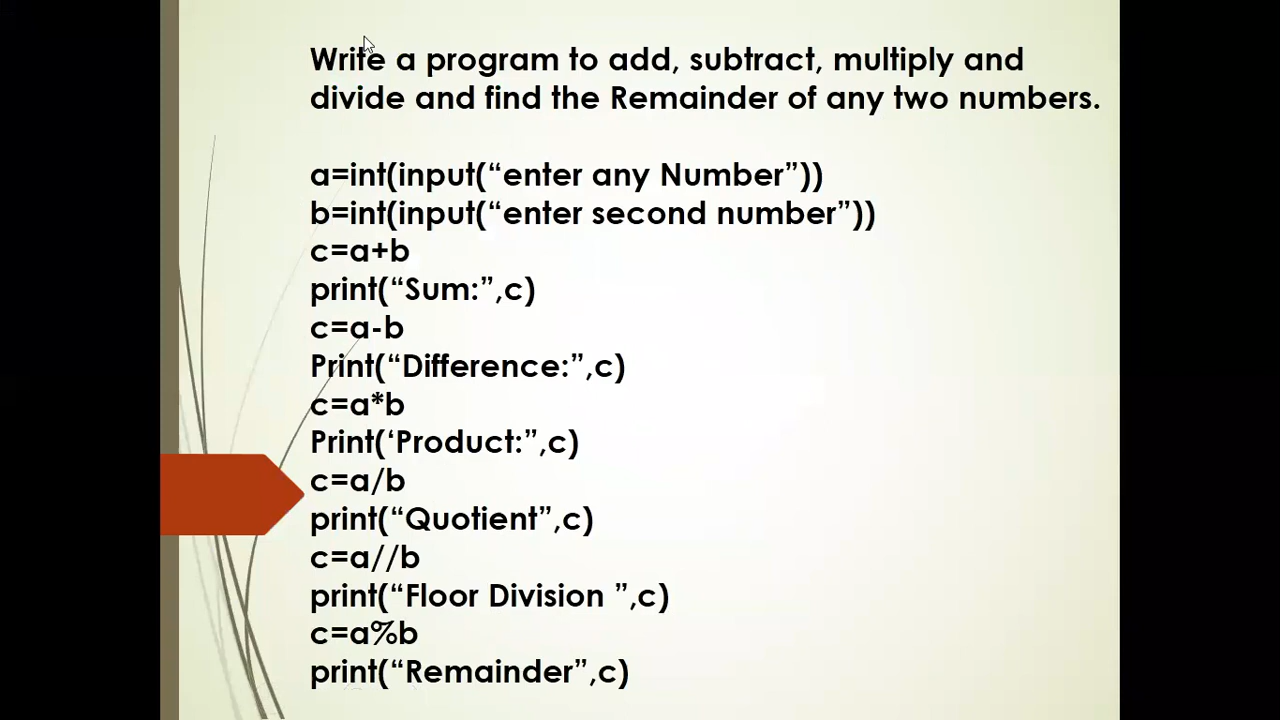 Write a program to add, subtract, multiply and
divide and find the Remainder of any two numbers.
a=int(input(“enter any Number”))
b=int(input(“enter second number”))
c=a+b
print(“Sum:”,c)
c=a-b
Print(“Difference:”,c)
c=a*b
Print(‘Product:”,c)
c=a/b
print(“Quotient”,c)
c=a//b
print(“Floor Division ”,c)
c=a%b
print(“Remainder”,c)